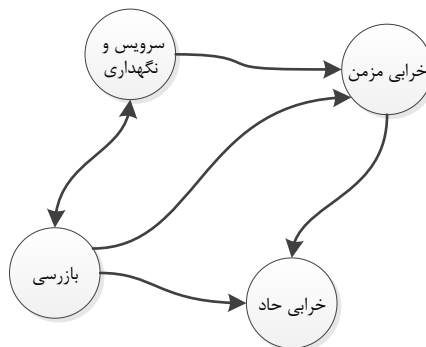 سرویس و
نگهداری
خرابی مزمن
بازرسی
خرابی حاد